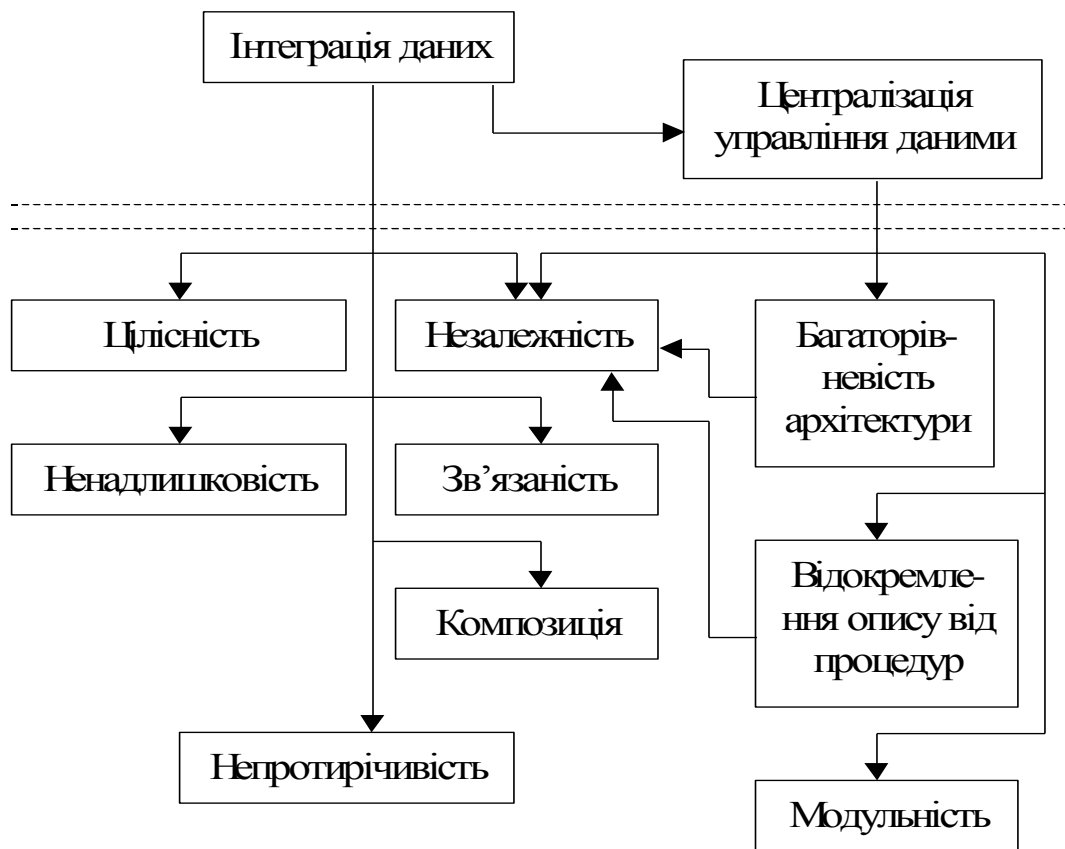 Інтеграція даних
Централізація
управління даними
Цілісність
Незалежність
Багаторів-
невість
архітектури
Ненадлишковість
Зв’язаність
Відокремле-
ння опису від
процедур
Композиція
Непротирічивість
Модульність